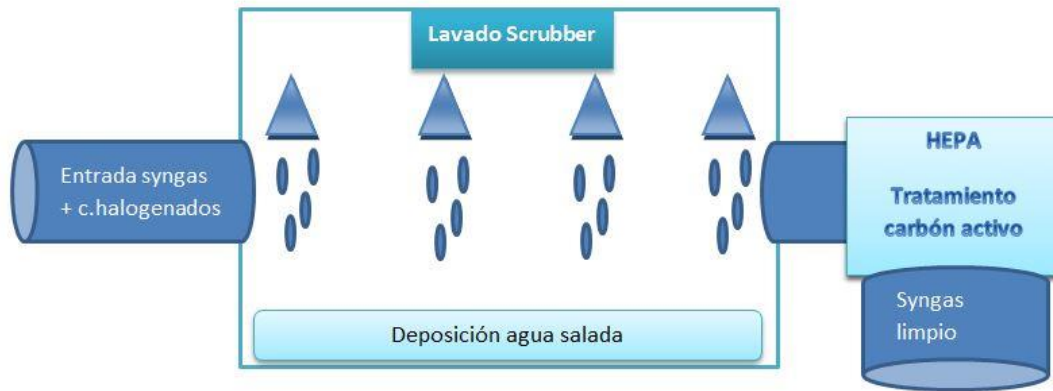 Lavado Scrubber
Entrada syngas
+ c.halogenados
HEPA
Tratamiento
carbón activo
Syngas
limpio
Deposición agua salada